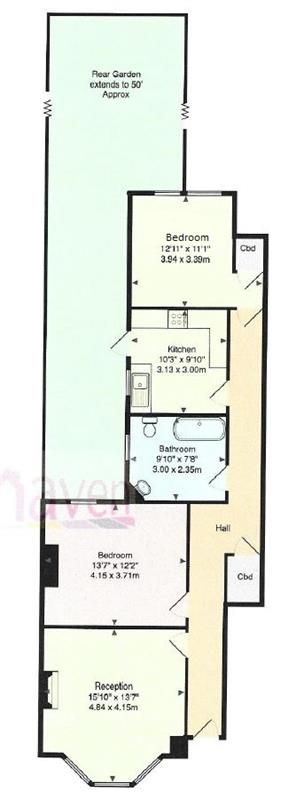 Rear Garden
extends to 50'
Approx
Bedroom
12'11" x 11'1"
3.94 x 3.39m
Cbd
Kitchen
10'3" x 9'10"
3.13 x 3.00m
Bathroom
9'10" x 7'8"
3.00 x 2.35m
haven
Hall
Bedroom
13'7" x 12'2"
4.15 x 3.71m
Cbd
Reception
15'10" x 13'7"
4.84 x 4.15m